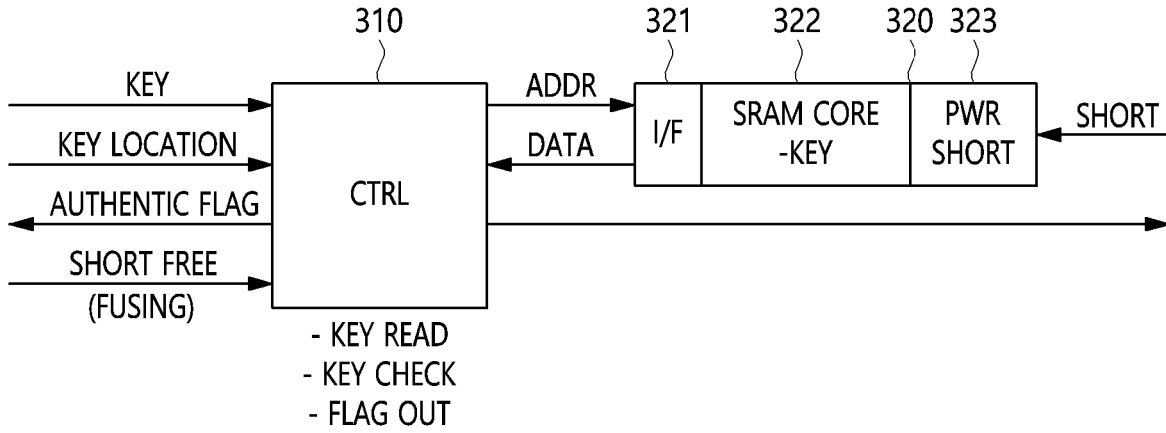 310
321
322
320
323
KEY
ADDR
KEY LOCATION
DATA
I/F
SRAM CORE
-KEY
PWR
SHORT
SHORT
CTRL
AUTHENTIC FLAG
SHORT FREE
(FUSING)
- KEY READ
- KEY CHECK
- FLAG OUT